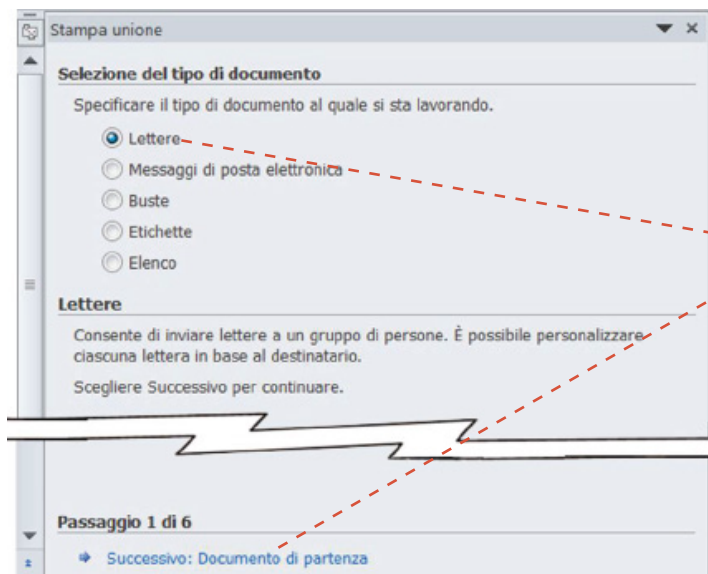 Stampa unione
Selezione del tipo di documento
Specificare il tipo di documento al quale si sta lavorando.
Lettere
Messaggi di posta elettronica
Buste
Etichette
Elenco
Lettere
Consente di inviare lettere a un gruppo di persone. È possibile personalizzare
ciascuna lettera in base al destinatario.
Scegliere Successivo per continuare.
Passaggio 1 di 6
Successivo: Documento di partenza